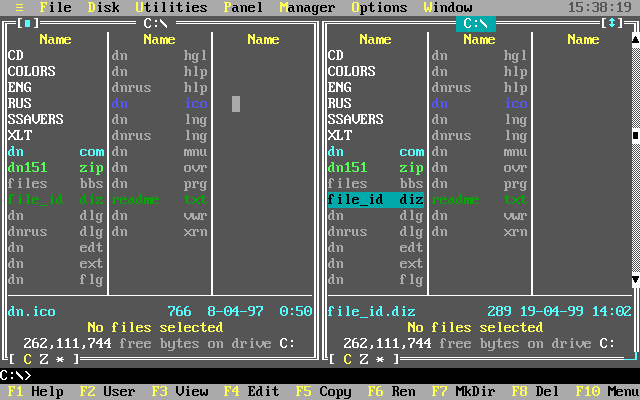 ≡ File Disk Utilities Panel Manager Options Window 15:38:19
[■] C:\ C:\ [↕]
Name Name Name Name Name Name
CD dn hgl CD dn hgl
COLORS dn hlp COLORS dn hlp
ENG dnrus hlp ENG dnrus hlp
RUS dn ico RUS dn ico
SSAVERS dn lng SSAVERS dn lng
XLT dnrus lng XLT dnrus lng
dn com dn mnu dn com dn mnu
dn151 zip dn ovr dn151 zip dn ovr
files bbs dn prg files bbs dn prg
file_id diz readme txt file_id diz readme txt
dn dlg dn vwr dn dlg dn vwr
dnrus dlg dn xrn dnrus dlg dn xrn
dn edt dn edt
dn ext dn ext
dn flg dn flg
dn.ico 766 8-04-97 0:50 file_id.diz 289 19-04-99 14:02
No files selected No files selected
262,111,744 free bytes on drive C: 262,111,744 free bytes on drive C:
[ C Z * ] [ C Z * ]
C:\>
F1 Help F2 User F3 View F4 Edit F5 Copy F6 Ren F7 MkDir F8 Del F10 Menu